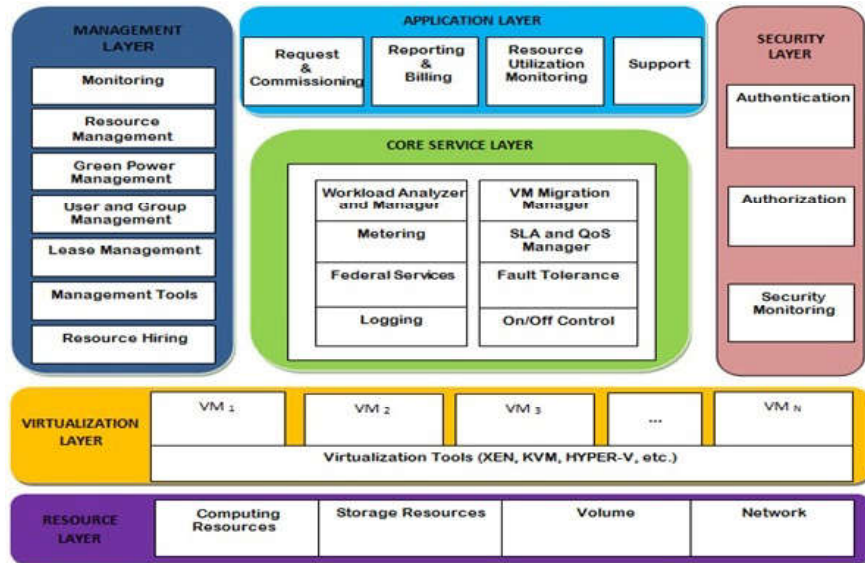 MANAGEMENT
LAYER
Monitoring
Resource
Management
Green Power
Management
User and Group
Management
Lease Management
Management Tools
Resource Hiring
APPLICATION LAYER
Request
&
Commissioning
Reporting
&
Billing
Resource
Utilization
Monitoring
Support
CORE SERVICE LAYER
Workload Analyzer
and Manager
VM Migration
Manager
Metering
SLA and QoS
Manager
Federal Services
Fault Tolerance
Logging
On/Off Control
SECURITY
LAYER
Authentication
Authorization
Security
Monitoring
VIRTUALIZATION
LAYER
VM 1
VM 2
VM 3
...
VM N
Virtualization Tools (XEN, KVM, HYPER-V, etc.)
RESOURCE
LAYER
Computing
Resources
Storage Resources
Volume
Network